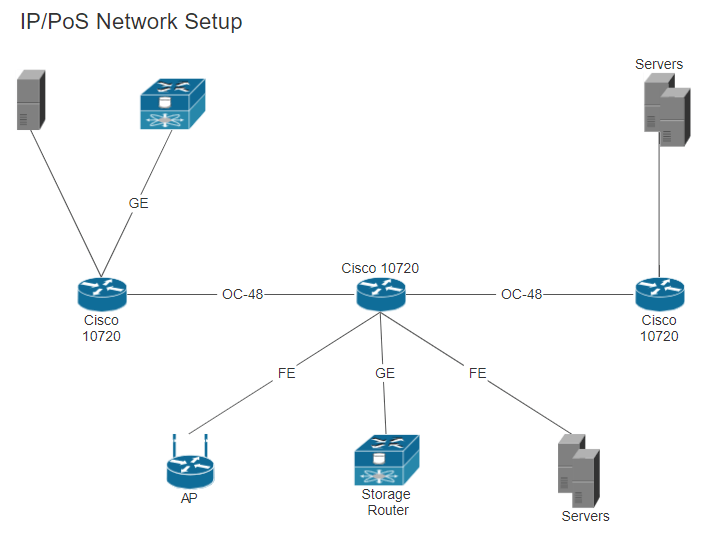 IP/PoS Network Setup
Servers
GE
Cisco 10720
OC-48
OC-48
Cisco
10720
Cisco
10720
FE
GE
FE
AP
Storage
Router
Servers